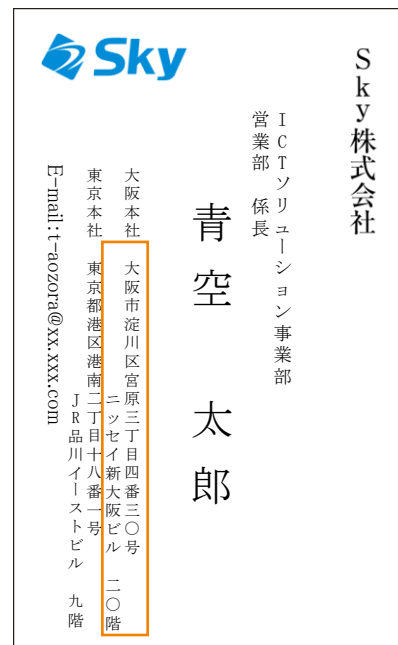 Sky
Sky株式会社
ICTソリューション事業部
営業部　係長
青空　太郎
大阪本社　大阪市淀川区宮原三丁目四番三〇号
ニッセイ新大阪ビル　二〇階
東京本社　東京都港区港南二丁目十八番一号
JR品川イーストビル　九階
E-mail:t-aozora@xx.xxx.com